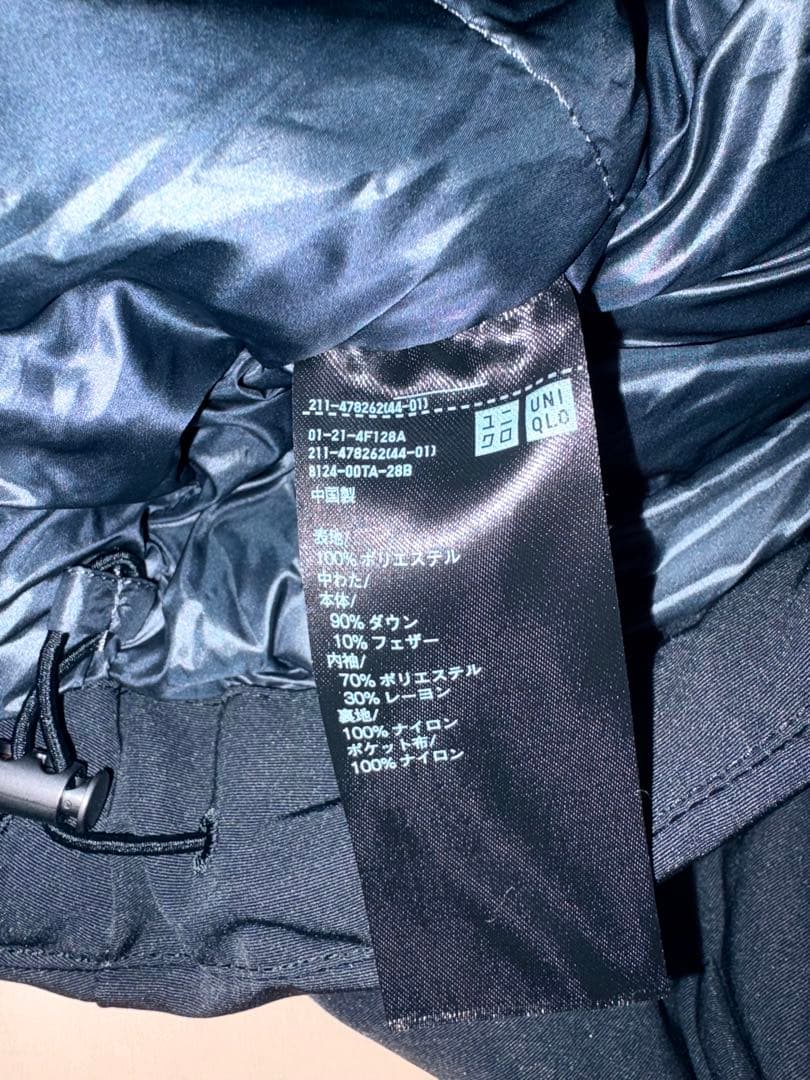 211-478262(44-01)
ユニ
クロ
UNI
QLO
01-21-4F128A
211-478262(44-01)
8124-00TA-28B
中国製
表地/
100% ポリエステル
中わた/
本体/
90% ダウン
10% フェザー
内袖/
70% ポリエステル
30% レーヨン
裏地/
100% ナイロン
ポケット布/
100% ナイロン